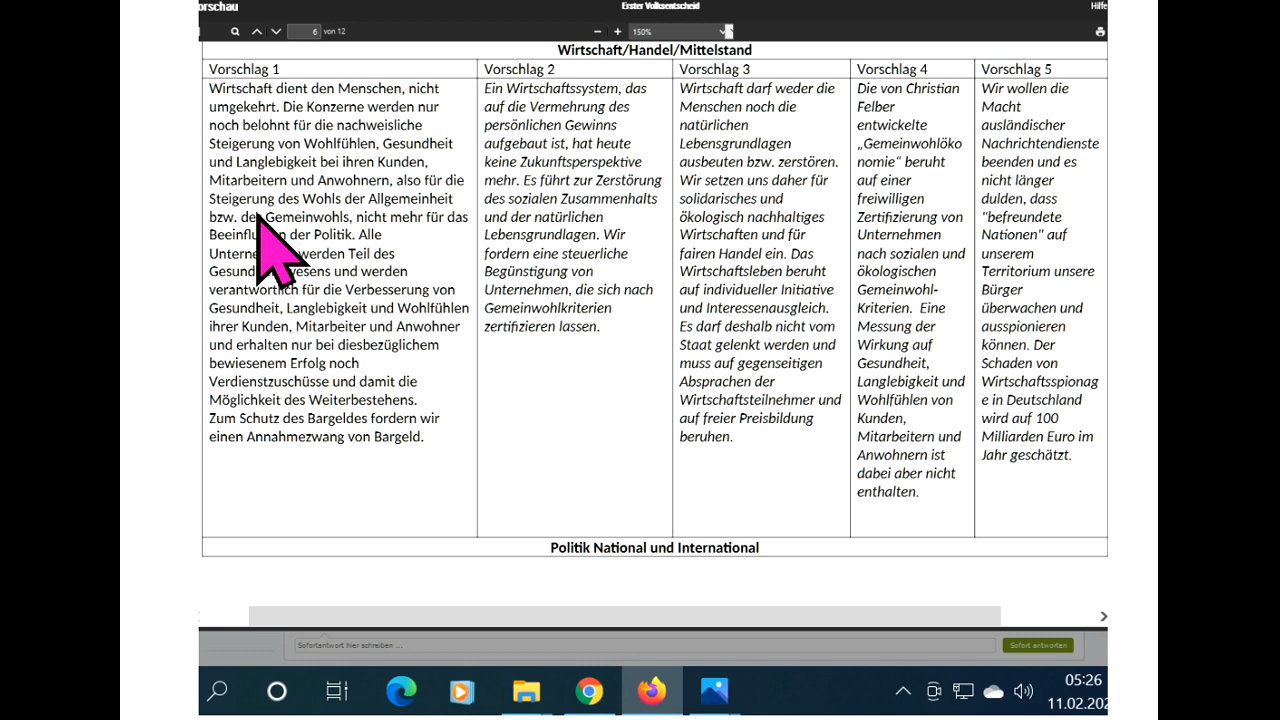 orschau
Erster Volksentscheid
Hilfe
6 von 12
150%
Wirtschaft/Handel/Mittelstand
Vorschlag 1
Wirtschaft dient den Menschen, nicht
umgekehrt. Die Konzerne werden nur
noch belohnt für die nachweisliche
Steigerung von Wohlfühlen, Gesundheit
und Langlebigkeit bei ihren Kunden,
Mitarbeitern und Anwohnern, also für die
Steigerung des Wohls der Allgemeinheit
bzw. des Gemeinwohls, nicht mehr für das
der Politik. Alle
werden Teil des
und werden
verantwortlich für die Verbesserung von
Gesundheit, Langlebigkeit und Wohlfühlen
ihrer Kunden, Mitarbeiter und Anwohner
und erhalten nur bei diesbezüglichem
bewiesenem Erfolg noch
Verdienstzuschüsse und damit die
Möglichkeit des Weiterbestehens.
Zum Schutz des Bargeldes fordern wir
einen Annahmezwang von Bargeld.
Vorschlag 2
Ein Wirtschaftssystem, das
auf die Vermehrung des
persönlichen Gewinns
aufgebaut ist, hat heute
keine Zukunftsperspektive
mehr. Es führt zur Zerstörung
des sozialen Zusammenhalts
und der natürlichen
Lebensgrundlagen. Wir
fordern eine steuerliche
Begünstigung von
Unternehmen, die sich nach
Gemeinwohlkriterien
zertifizieren lassen.
Vorschlag 3
Wirtschaft darf weder die
Menschen noch die
natürlichen
Lebensgrundlagen
ausbeuten bzw. zerstören.
Wir setzen uns daher für
solidarisches und
ökologisch nachhaltiges
Wirtschaften und für
fairen Handel ein. Das
Wirtschaftsleben beruht
auf individueller Initiative
und Interessenausgleich.
Es darf deshalb nicht vom
Staat gelenkt werden und
muss auf gegenseitigen
Absprachen der
Wirtschaftsteilnehmer und
auf freier Preisbildung
beruhen.
Vorschlag 4
Die von Christian
Felber
entwickelte
„Gemeinwohlöko
nomie“ beruht
auf einer
freiwilligen
Zertifizierung von
Unternehmen
nach sozialen und
ökologischen
Gemeinwohl-
Kriterien. Eine
Messung der
Wirkung auf
Gesundheit,
Langlebigkeit und
Wohlfühlen von
Kunden,
Mitarbeitern und
Anwohnern ist
dabei aber nicht
enthalten.
Vorschlag 5
Wir wollen die
Macht
ausländischer
Nachrichtendienste
beenden und es
nicht länger
dulden, dass
"befreundete
Nationen" auf
unserem
Territorium unsere
Bürger
überwachen und
ausspionieren
können. Der
Schaden von
Wirtschaftsspionag
e in Deutschland
wird auf 100
Milliarden Euro im
Jahr geschätzt.
Politik National und International
Sofortantwort hier schreiben ...
Sofort antworten
05:26
11.02.202